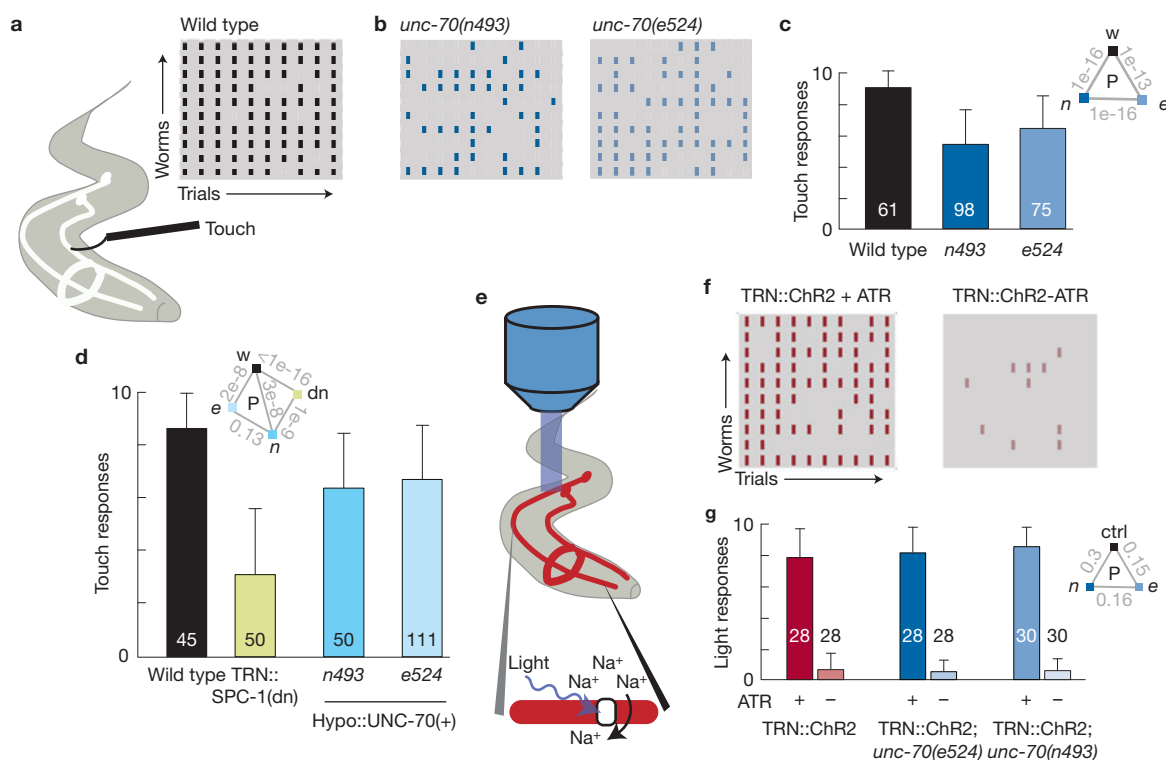 a
Wild type
Worms
Trials
Touch
b
unc-70(n493)
unc-70(e524)
c
10
Touch responses
0
61
98
75
Wild type
n493
e524
w
1e-16
1e-13
P
n
e
1e-16
d
10
Touch responses
0
45
50
50
111
Wild type
TRN::
SPC-1(dn)
n493
e524
Hypo::UNC-70(+)
w
<1e-16
2e-8
3e-8
dn
e
P
1e-9
0.13
n
e
Light
Na+
Na+
Na+
Na+
f
TRN::ChR2 + ATR
TRN::ChR2-ATR
Worms
Trials
g
10
Light responses
0
28
28
28
28
30
30
ATR
+
−
+
−
+
−
TRN::ChR2
TRN::ChR2;
unc-70(e524)
TRN::ChR2;
unc-70(n493)
ctrl
0.3
0.15
P
n
e
0.16